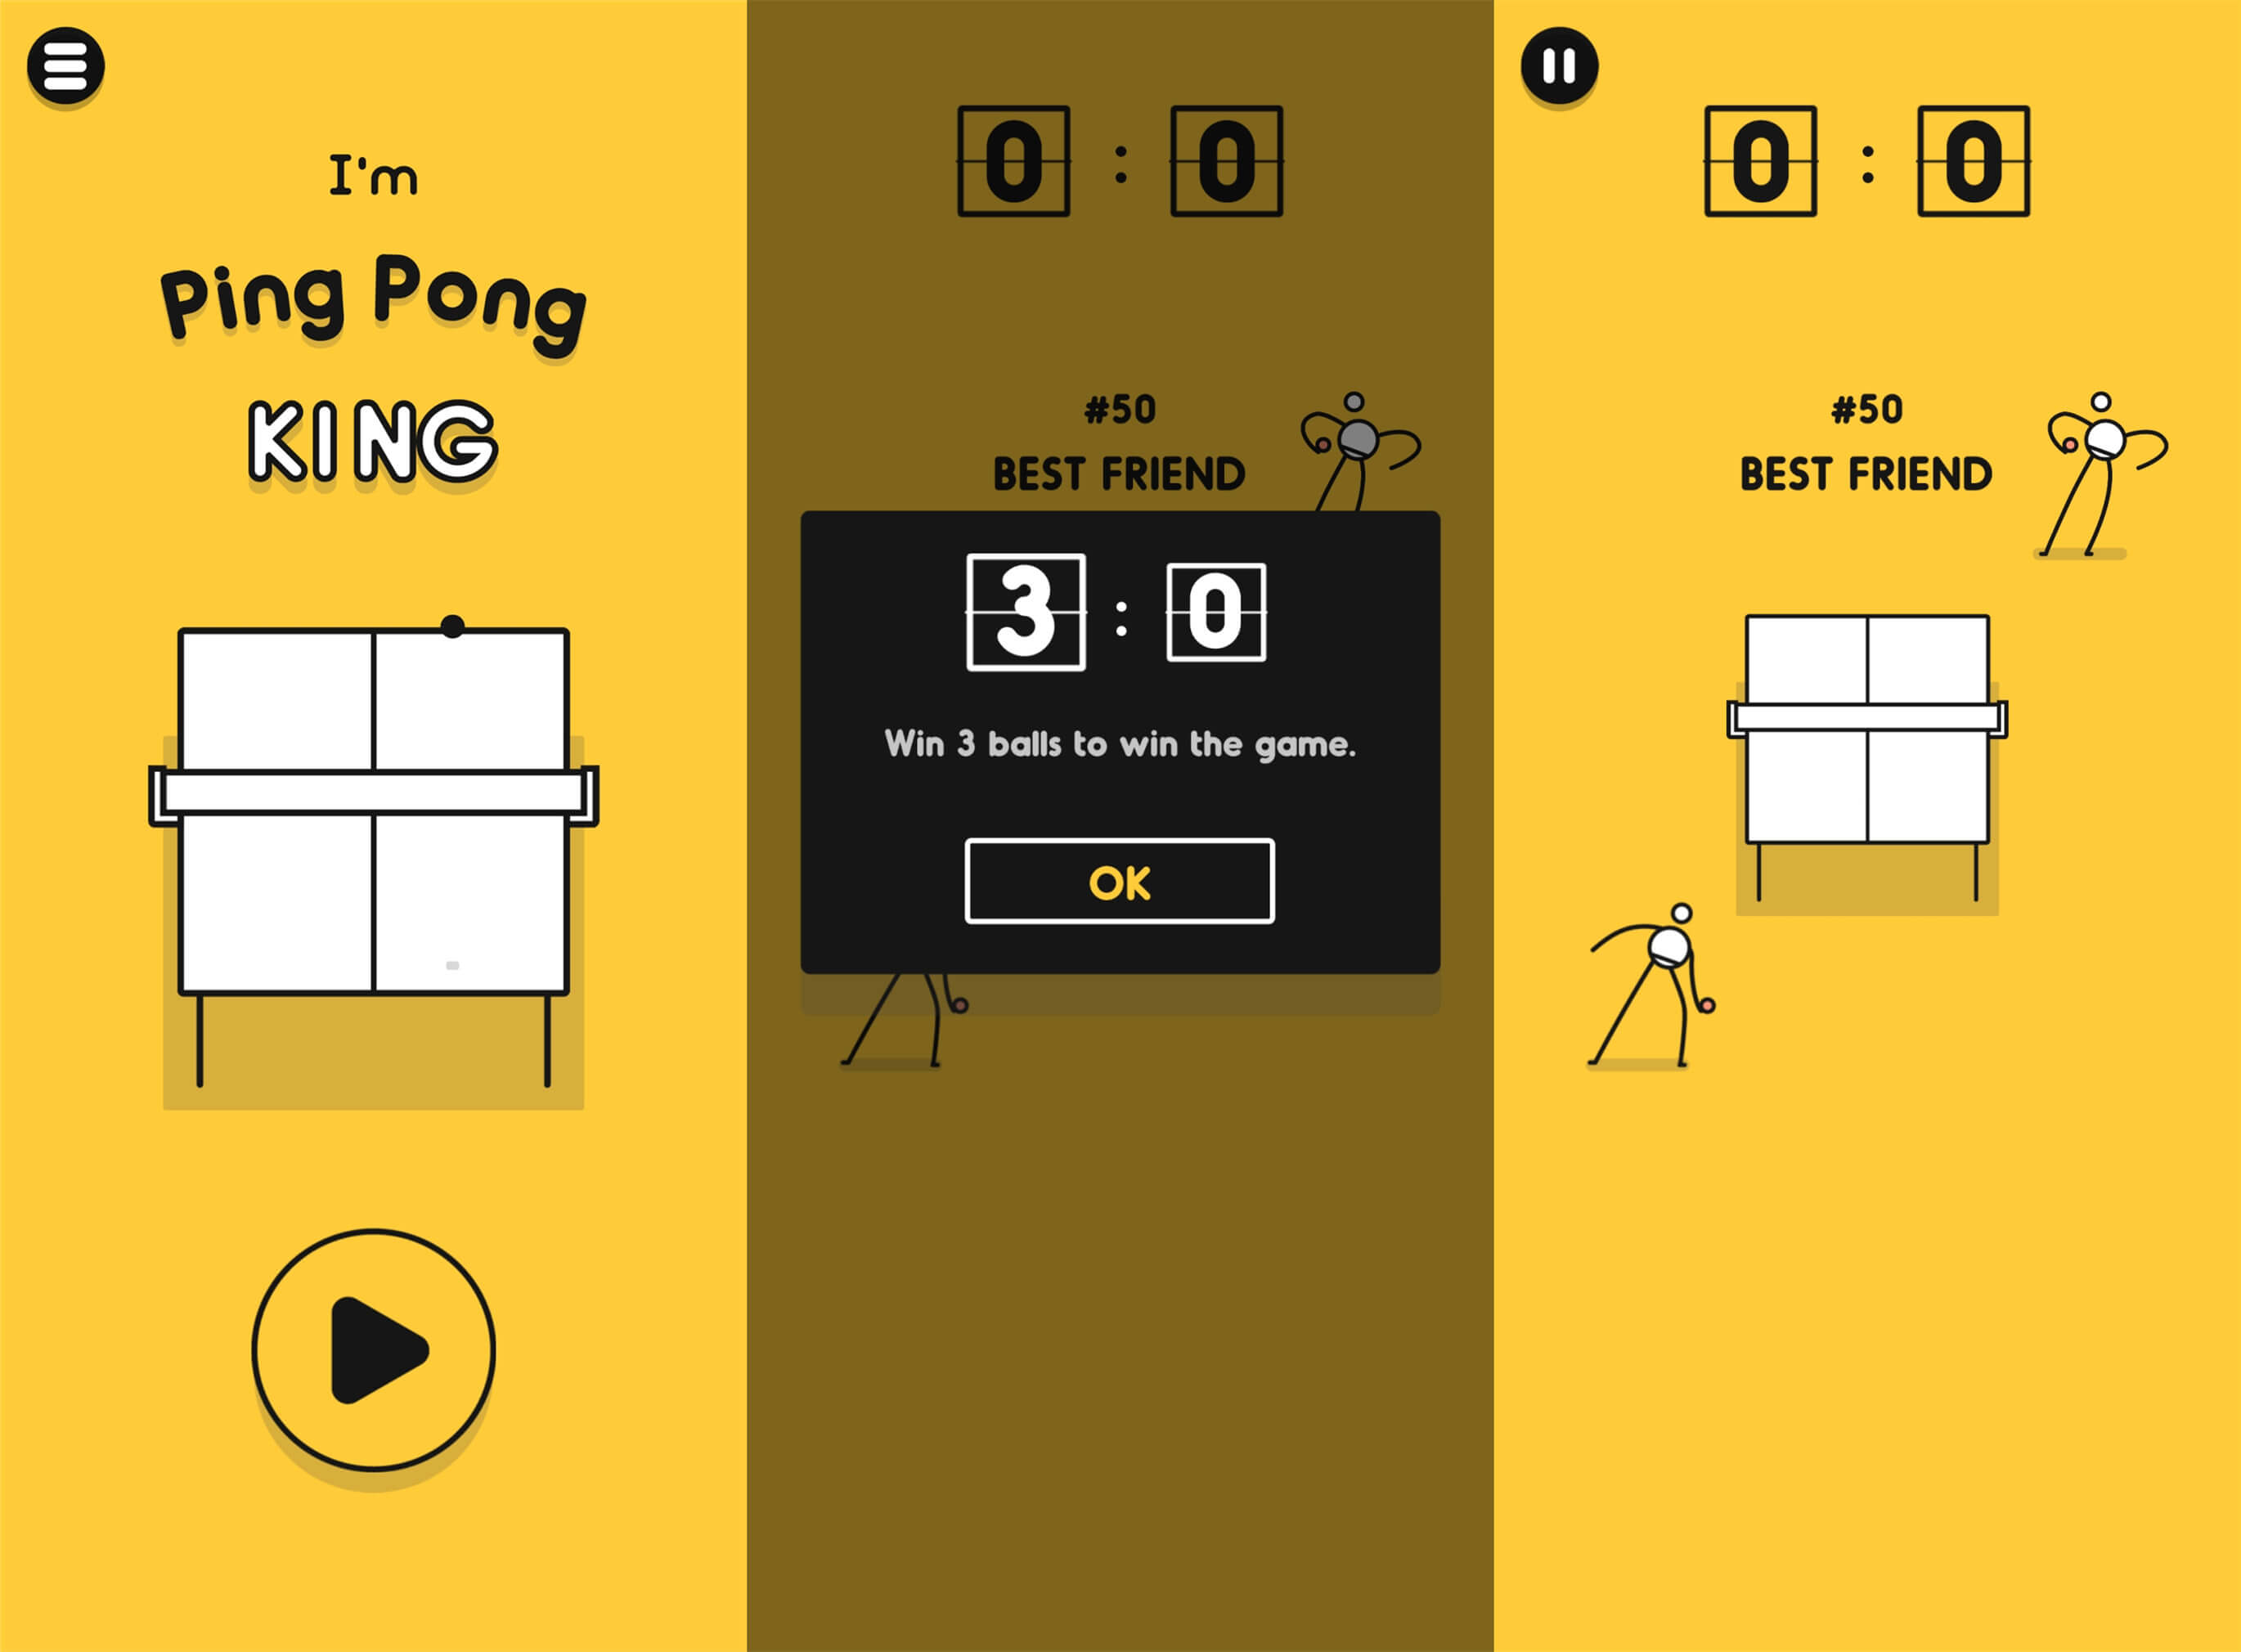 I'm
Ping Pong
KING
0 : 0
#50
BEST FRIEND
3 : 0
Win 3 balls to win the game.
OK
0 : 0
#50
BEST FRIEND